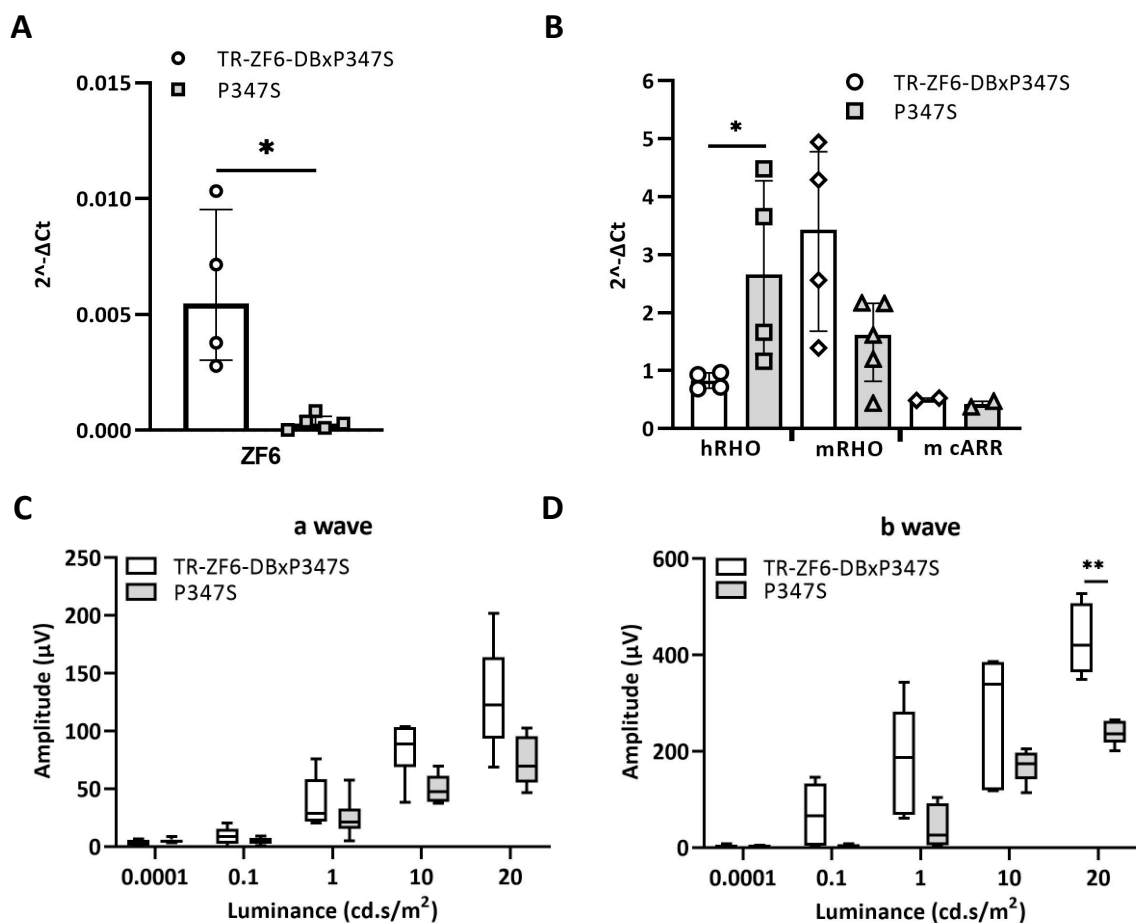 A
TR-ZF6-DBxP347S
P347S
0.015
0.010
0.005
0.000
2^-ΔCt
*
ZF6
B
TR-ZF6-DBxP347S
P347S
6
5
4
3
2
1
0
2^-ΔCt
*
hRHO mRHO m cARR
C
a wave
TR-ZF6-DBxP347S
P347S
250
200
150
100
50
0
Amplitude (µV)
0.0001 0.1 1 10 20
Luminance (cd.s/m²)
D
b wave
TR-ZF6-DBxP347S
P347S
600
400
200
0
Amplitude (µV)
**
0.0001 0.1 1 10 20
Luminance (cd.s/m²)